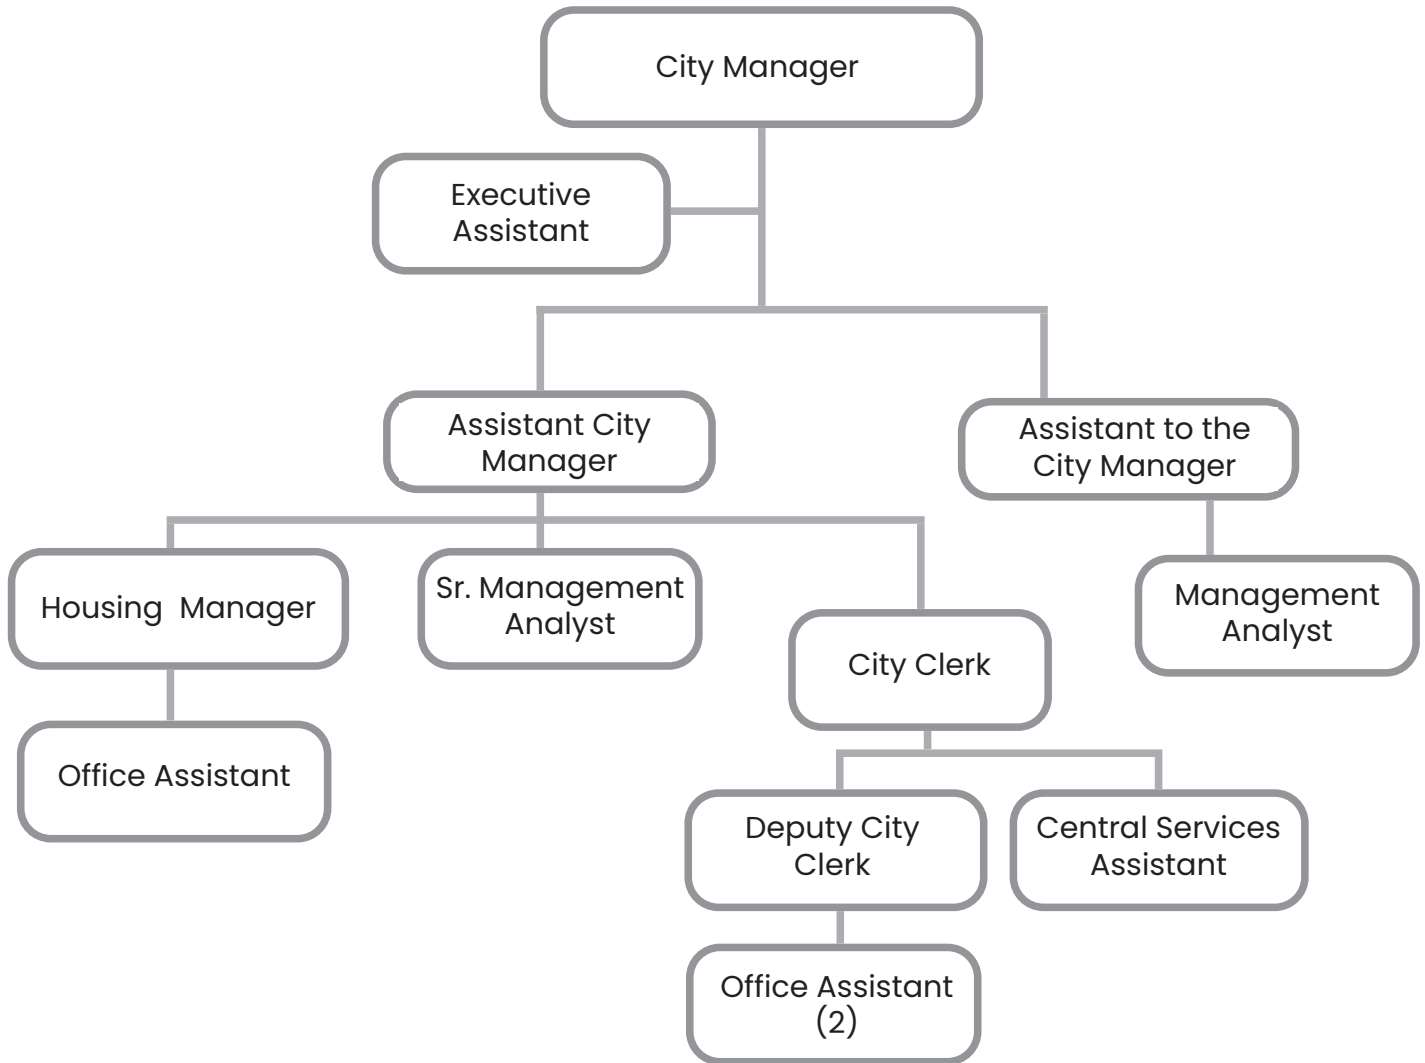 City Manager
Executive
Assistant
Assistant City
Manager
Assistant to the
City Manager
Housing  Manager
Sr. Management
Analyst
City Clerk
Management
Analyst
Office Assistant
Deputy City
Clerk
Central Services
Assistant
Office Assistant
(2)